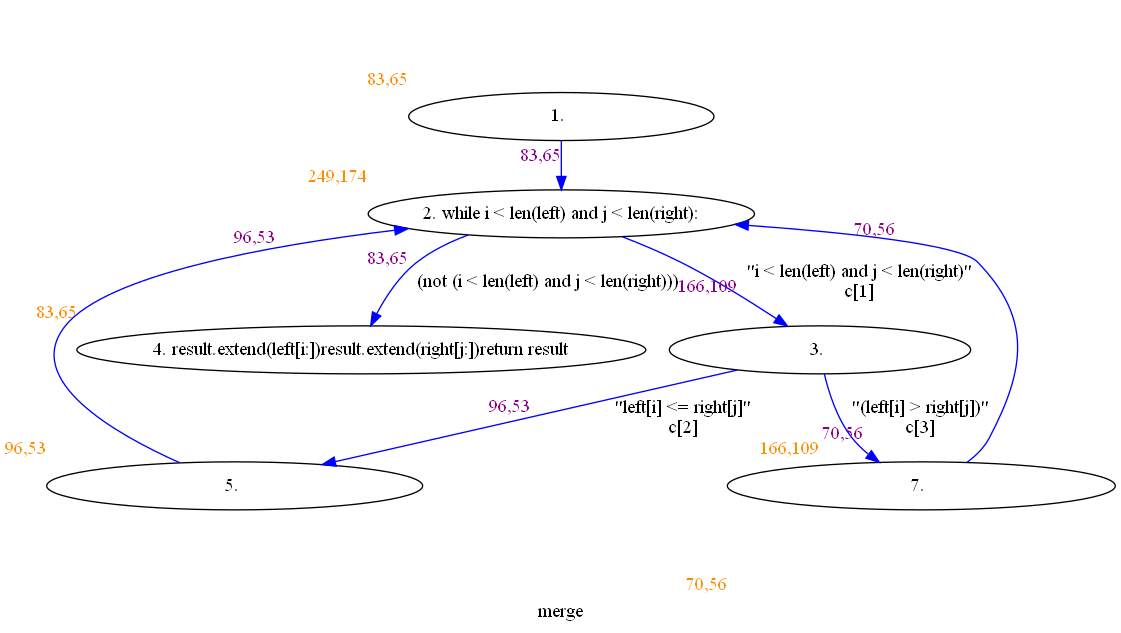 83,65
1.
83,65
249,174
2. while i < len(left) and j < len(right):
96,53
70,56
83,65
(not (i < len(left) and j < len(right)))
166,109
"i < len(left) and j < len(right)"
c[1]
83,65
4. result.extend(left[i:])result.extend(right[j:])return result
3.
96,53
"left[i] <= right[j]"
c[2]
"(left[i] > right[j])"
c[3]
70,56
96,53
166,109
5.
7.
70,56
merge